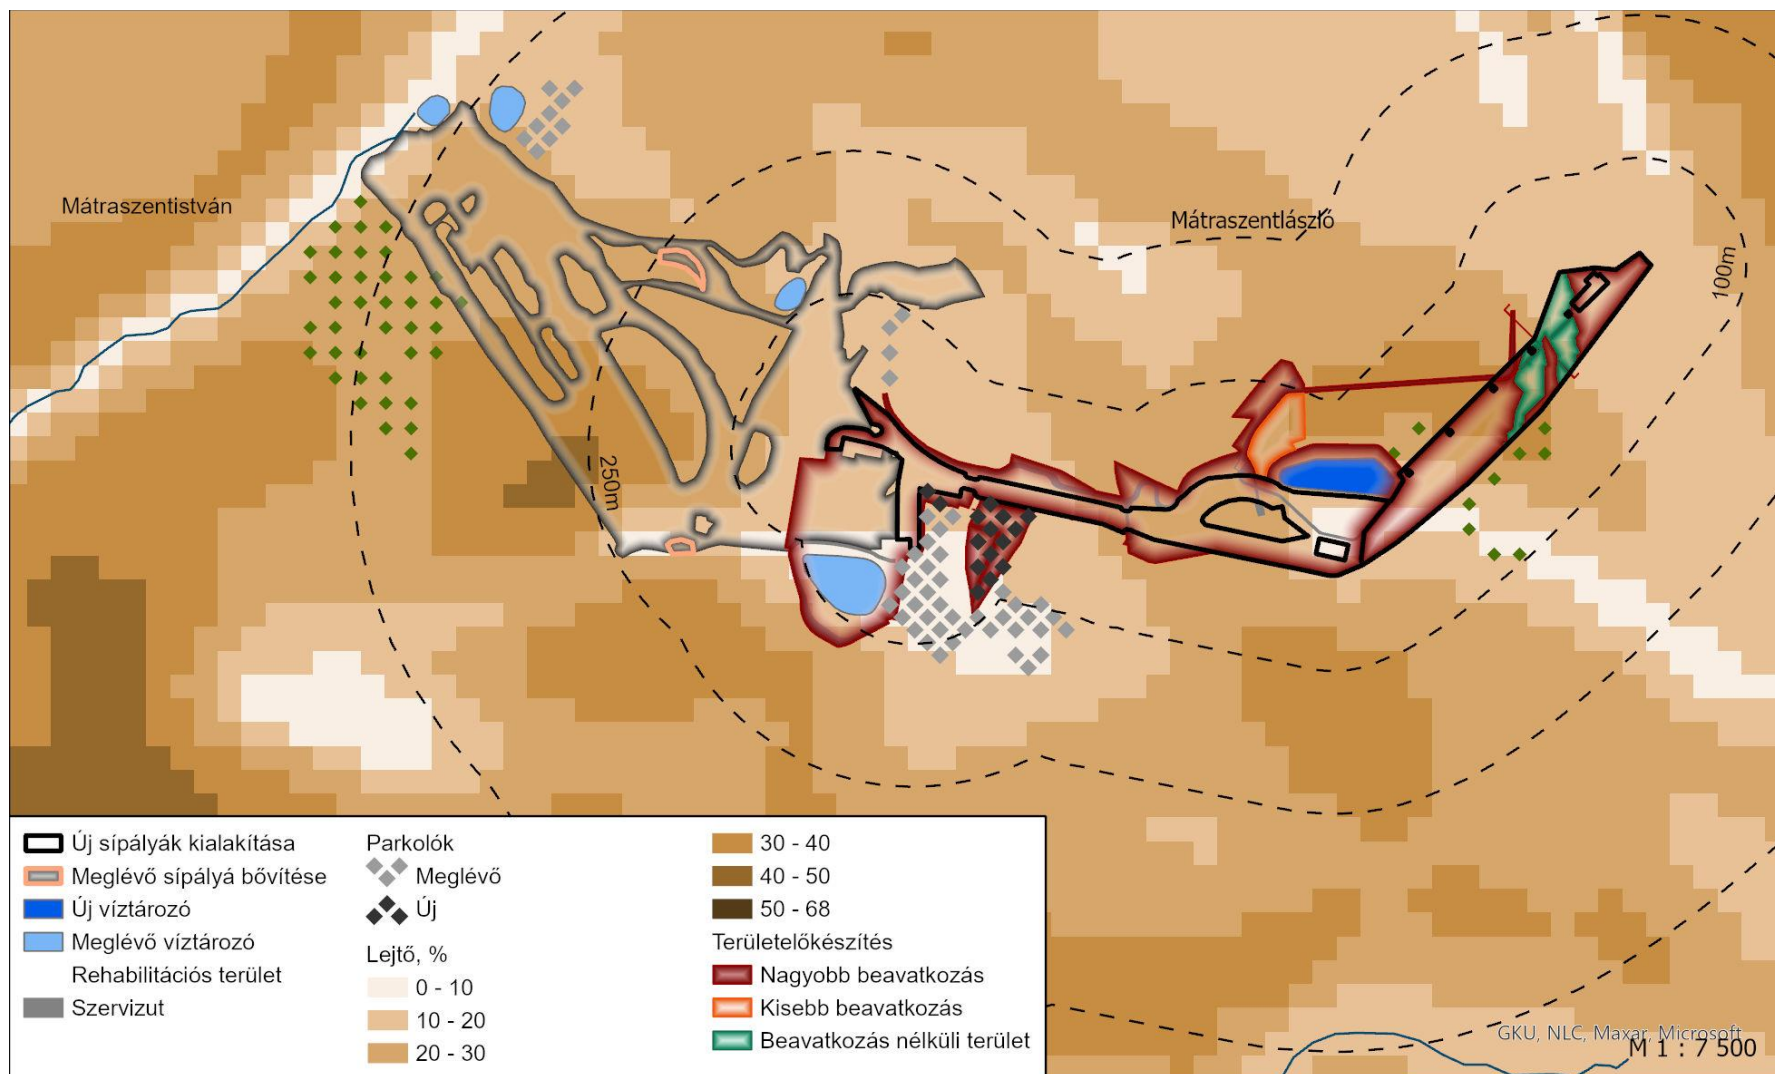 Mátraszentistván
Mátraszentlászló
100m
250m
Új sípályák kialakítása
Meglévő sípályá bővítése
Új víztározó
Meglévő víztározó
Rehabilitációs terület
Szervizut
Parkolók
Meglévő
Új
Lejtő, %
0 - 10
10 - 20
20 - 30
30 - 40
40 - 50
50 - 68
Területelőkészítés
Nagyobb beavatkozás
Kisebb beavatkozás
Beavatkozás nélküli terület
GKU, NLC, Maxar, Microsoft
M 1 : 7 500